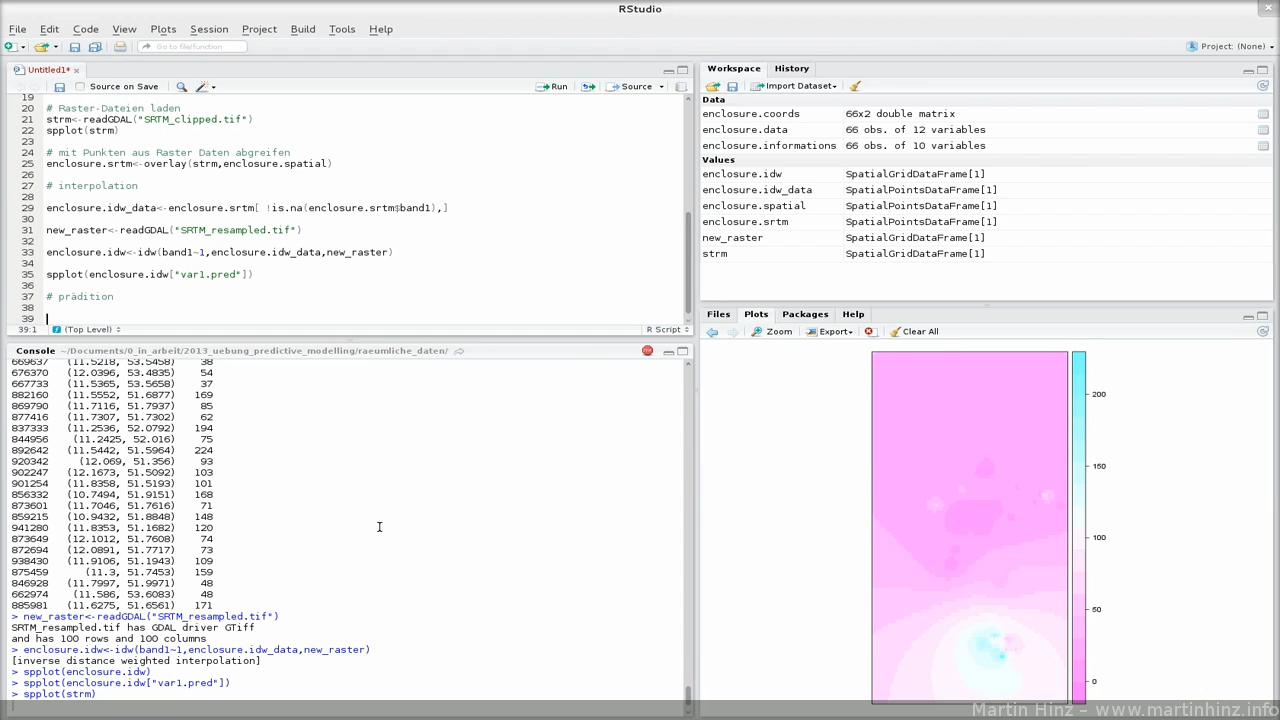 RStudio
File Edit Code View Plots Session Project Build Tools Help
Go to file/function
Project: (None)
Untitled1*
Source on Save
Run
Source
19
20 # Raster-Dateien laden
21 strm<-readGDAL("SRTM_clipped.tif")
22 spplot(strm)
23
24 # mit Punkten aus Raster Daten abgreifen
25 enclosure.srtm<-overlay(strm,enclosure.spatial)
26
27 # interpolation
28
29 enclosure.idw_data<-enclosure.srtm[ !is.na(enclosure.srtm$band1),]
30
31 new_raster<-readGDAL("SRTM_resampled.tif")
32
33 enclosure.idw<-idw(band1~1,enclosure.idw_data,new_raster)
34
35 spplot(enclosure.idw["var1.pred"])
36
37 # prädition
38
39
39:1 (Top Level) R Script
Console ~/Documents/0_in_arbeit/2013_uebung_predictive_modelling/raeumliche_daten/
669637 (11.5218, 53.5458) 38
676370 (12.0396, 53.4835) 54
667733 (11.5365, 53.5658) 37
882160 (11.5552, 51.6877) 169
869790 (11.7116, 51.7937) 85
877416 (11.7307, 51.7302) 62
837333 (11.2536, 52.0792) 194
844956 (11.2425, 52.016) 75
892642 (11.5442, 51.5964) 224
920342 (12.069, 51.356) 93
902247 (12.1673, 51.5092) 103
901254 (11.8358, 51.5193) 101
856332 (10.7494, 51.9151) 168
873601 (11.7046, 51.7616) 71
859215 (10.9432, 51.8848) 148
941280 (11.8353, 51.1682) 120
873649 (12.1012, 51.7608) 74
872694 (12.0891, 51.7717) 73
938430 (11.9106, 51.1943) 109
875459 (11.3, 51.7453) 159
846928 (11.7997, 51.9971) 48
662974 (11.586, 53.6083) 48
885981 (11.6275, 51.6561) 171
> new_raster<-readGDAL("SRTM_resampled.tif")
SRTM_resampled.tif has GDAL driver GTiff
and has 100 rows and 100 columns
> enclosure.idw<-idw(band1~1,enclosure.idw_data,new_raster)
[inverse distance weighted interpolation]
> spplot(enclosure.idw)
> spplot(enclosure.idw["var1.pred"])
> spplot(strm)
Workspace History
Import Dataset
Data
enclosure.coords 66x2 double matrix
enclosure.data 66 obs. of 12 variables
enclosure.informations 66 obs. of 10 variables
Values
enclosure.idw SpatialGridDataFrame[1]
enclosure.idw_data SpatialPointsDataFrame[1]
enclosure.spatial SpatialPointsDataFrame[1]
enclosure.srtm SpatialPointsDataFrame[1]
new_raster SpatialGridDataFrame[1]
strm SpatialGridDataFrame[1]
Files Plots Packages Help
Zoom Export Clear All
200
150
100
50
0
Martin Hinz - www.martinhinz.info